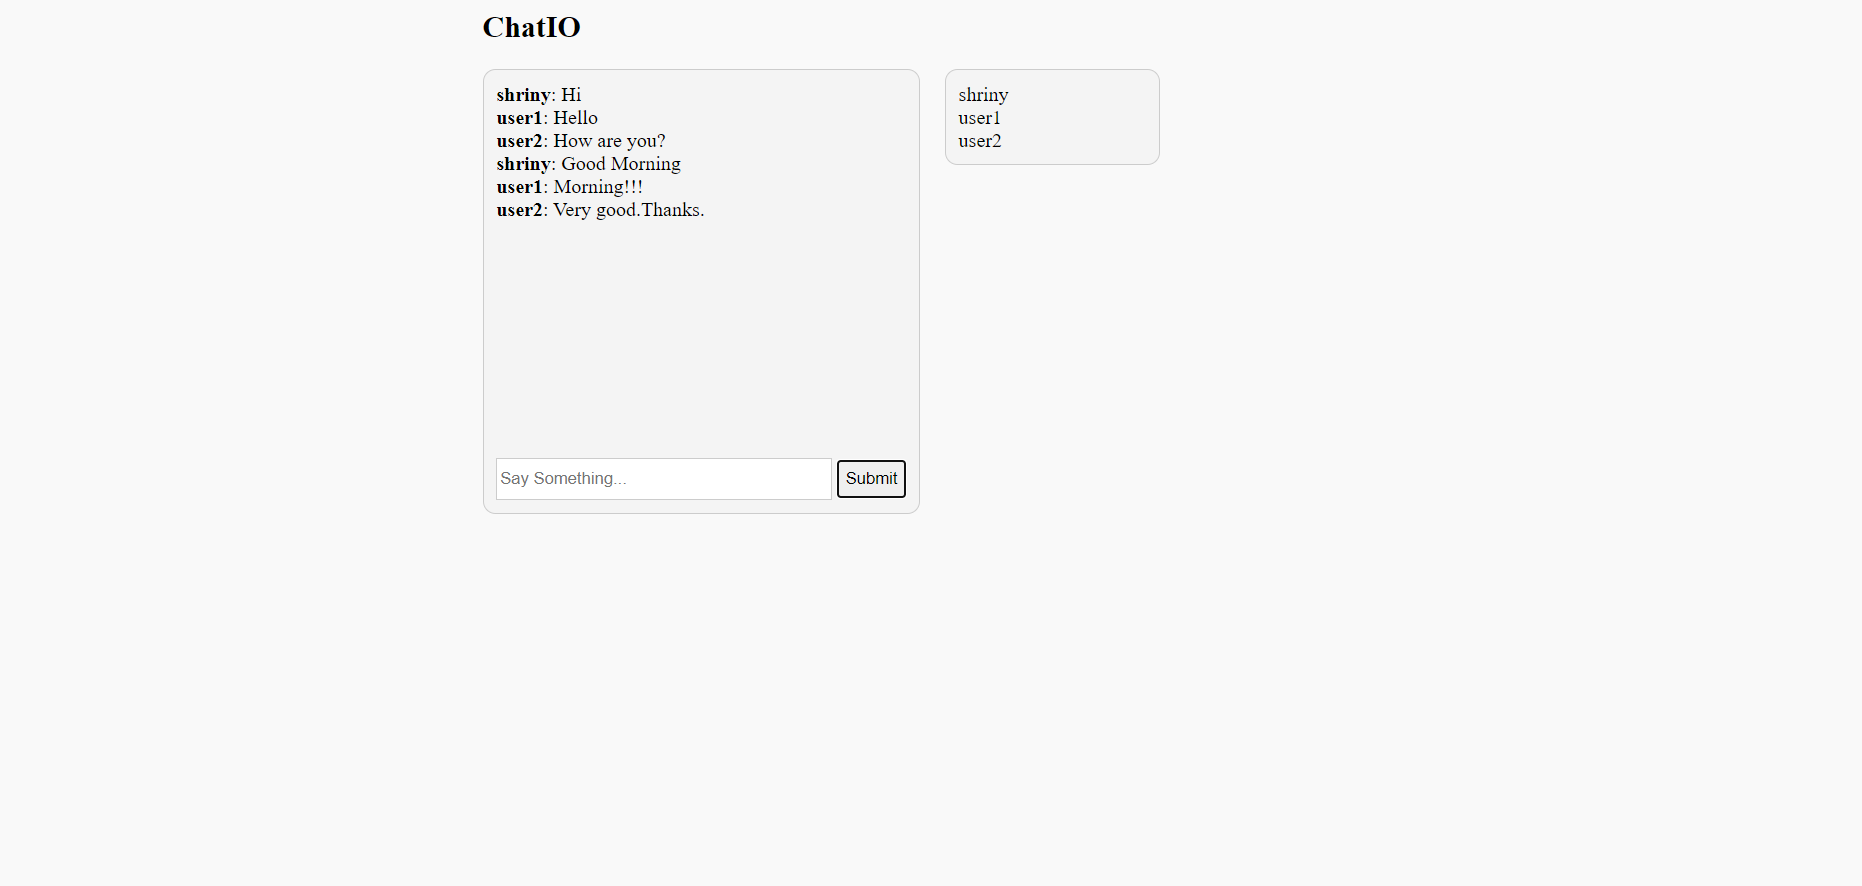 ChatIO
shriny: Hi
user1: Hello
user2: How are you?
shriny: Good Morning
user1: Morning!!!
user2: Very good.Thanks.
Say Something...
Submit
shriny
user1
user2